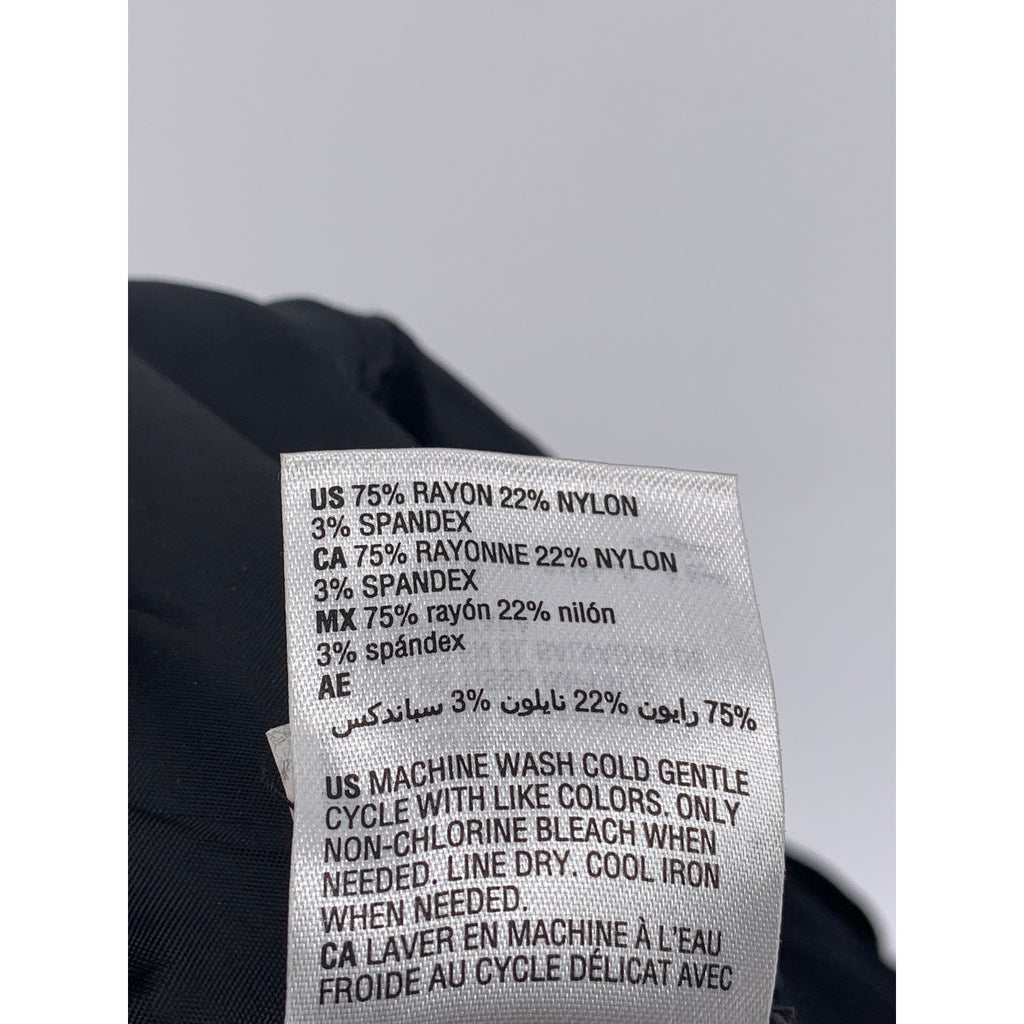 US 75% RAYON 22% NYLON
3% SPANDEX
CA 75% RAYONNE 22% NYLON
3% SPANDEX
MX 75% rayón 22% nilón
3% spándex
AE
75% رايون 22% نايلون 3% سباندكس
US MACHINE WASH COLD GENTLE
CYCLE WITH LIKE COLORS. ONLY
NON-CHLORINE BLEACH WHEN
NEEDED. LINE DRY. COOL IRON
WHEN NEEDED.
CA LAVER EN MACHINE À L'EAU
FROIDE AU CYCLE DÉLICAT AVEC